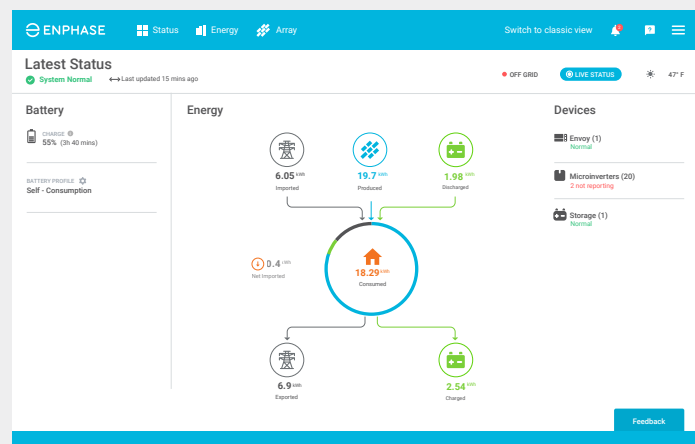 ENPHASE
Status
Energy
Array
Switch to classic view
Latest Status
System Normal
Last updated 15 mins ago
OFF GRID
LIVE STATUS
47° F
Battery
CHARGE
55% (3h 40 mins)
BATTERY PROFILE
Self - Consumption
Energy
6.05 kWh
Imported
19.7 kWh
Produced
1.98 kWh
Discharged
0.4 kWh
Net imported
18.29 kWh
Consumed
6.9 kWh
Exported
2.54 kWh
Charged
Devices
Envoy (1)
Normal
Microinverters (20)
2 not reporting
Storage (1)
Normal
Feedback